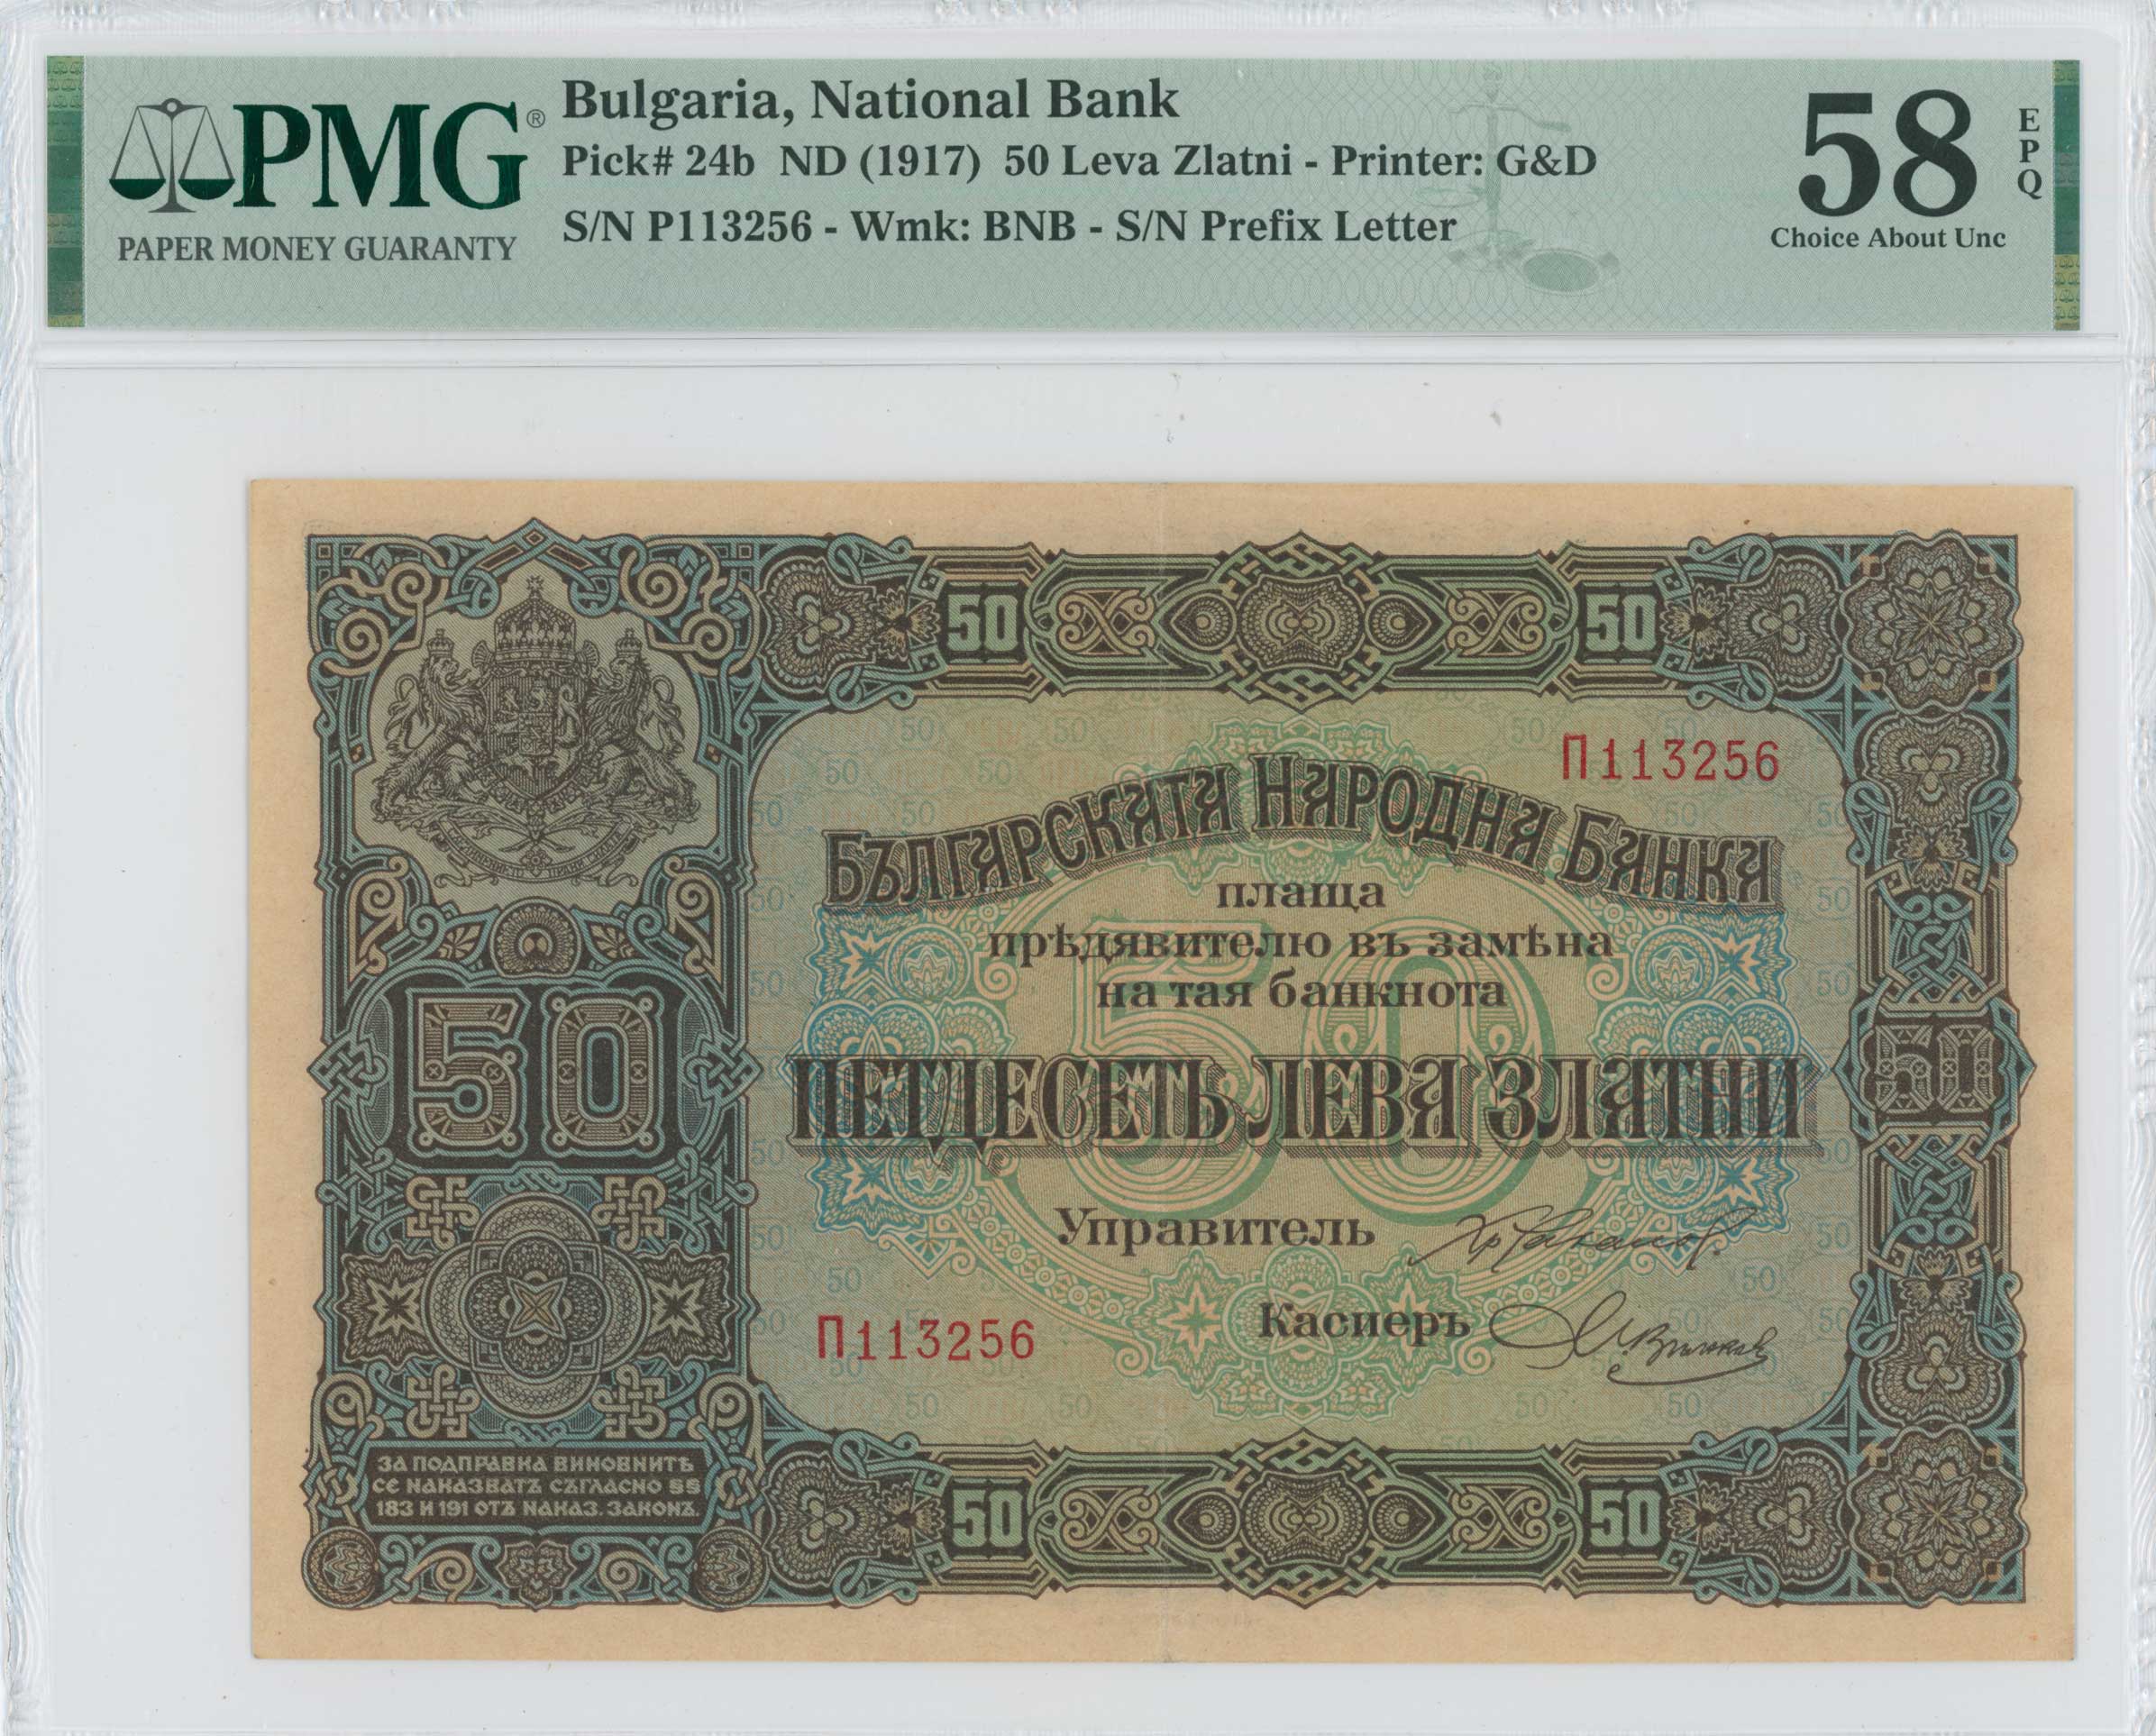 PMG®
PAPER MONEY GUARANTY
Bulgaria, National Bank
Pick# 24b ND (1917) 50 Leva Zlatni - Printer: G&D
S/N P113256 - Wmk: BNB - S/N Prefix Letter
58
EPQ
Choice About Unc
50 50
П113256
БЪЛГАРСКАТА НАРОДНА БАНКА
плаща
прѣдявителю въ замѣна
на тая банкнота
50
50
ПЕТДЕСЕТЬ ЛЕВА ЗЛАТНИ
50
Управитель
Касиеръ
П113256
ЗА ПОДПРАВКА ВИНОВНИТѢ
СЕ НАКАЗВАТЪ СЪГЛАСНО §§
183 И 191 ОТЪ НАКАЗ. ЗАКОНЪ.
50 50